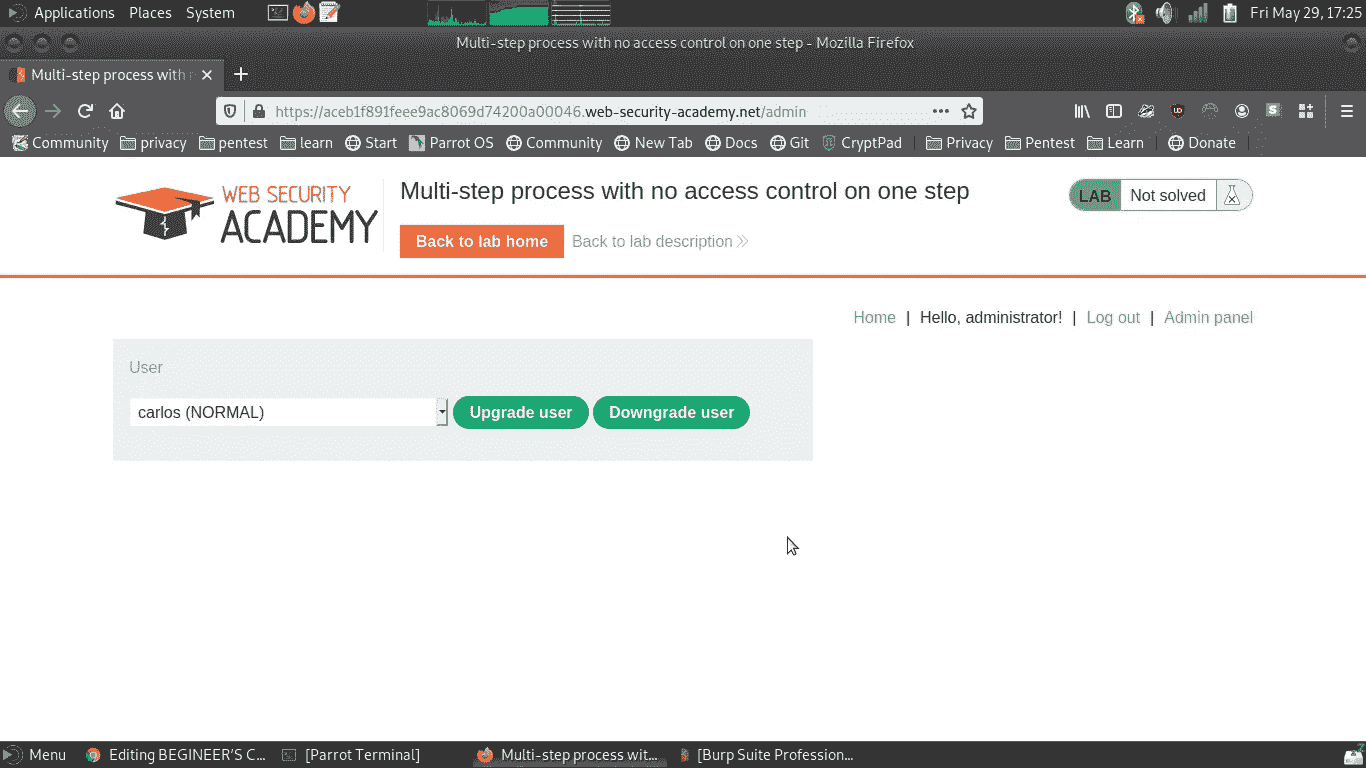 Applications Places System Fri May 29, 17:25
Multi-step process with no access control on one step - Mozilla Firefox
Multi-step process with r
https://aceb1f891feee9ac8069d74200a00046.web-security-academy.net/admin
Community privacy pentest learn Start Parrot OS Community New Tab Docs Git CryptPad Privacy Pentest Learn Donate
WEB SECURITY
ACADEMY
Multi-step process with no access control on one step
LAB Not solved
Back to lab home Back to lab description
Home | Hello, administrator! | Log out | Admin panel
User
carlos (NORMAL) Upgrade user Downgrade user
Menu Editing BEGINEER'S C... [Parrot Terminal] Multi-step process wit... [Burp Suite Profession...